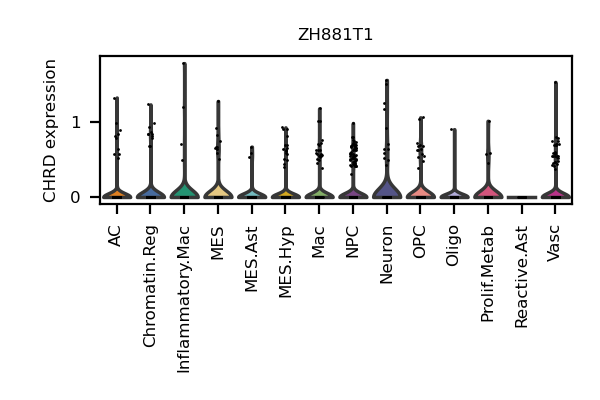 ZH881T1
CHRD expression
1
0
AC
Chromatin.Reg
Inflammatory.Mac
MES
MES.Ast
MES.Hyp
Mac
NPC
Neuron
OPC
Oligo
Prolif.Metab
Reactive.Ast
Vasc